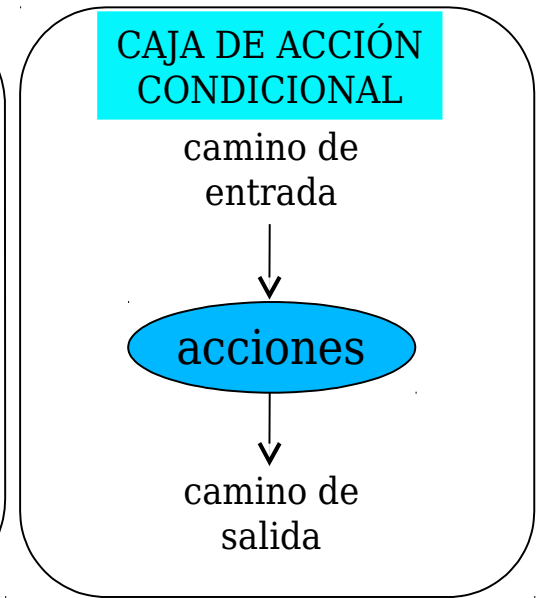 CAJA DE ACCIÓN
CONDICIONAL
camino de
entrada
acciones
camino de
salida